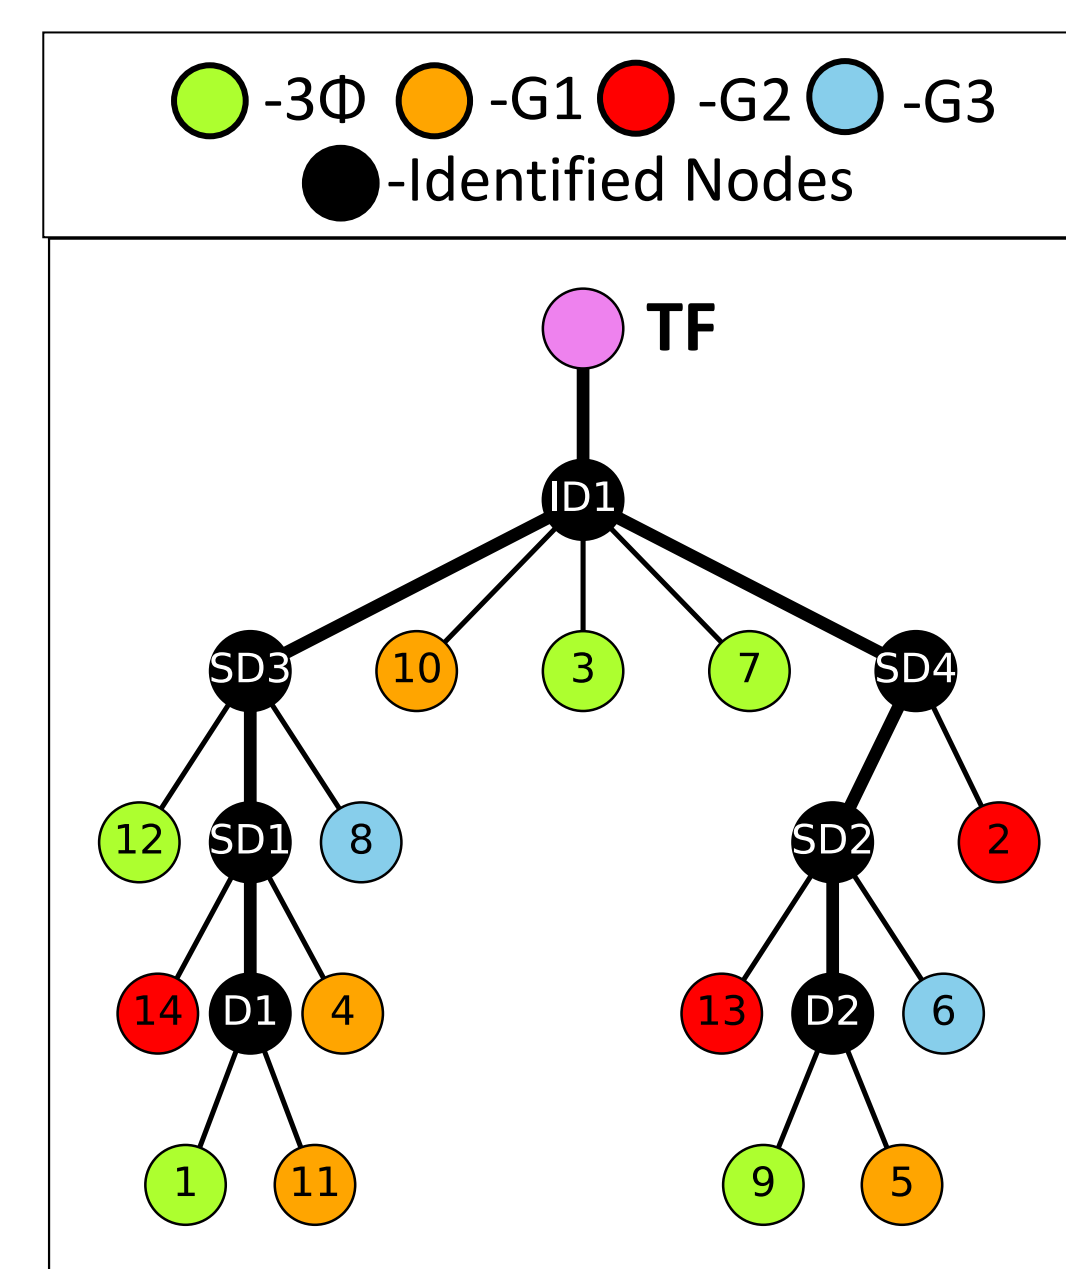 -3Φ -G1 -G2 -G3
-Identified Nodes
TF
ID1
SD3 10 3 7 SD4
12 SD1 8 SD2 2
14 D1 4 13 D2 6
1 11 9 5